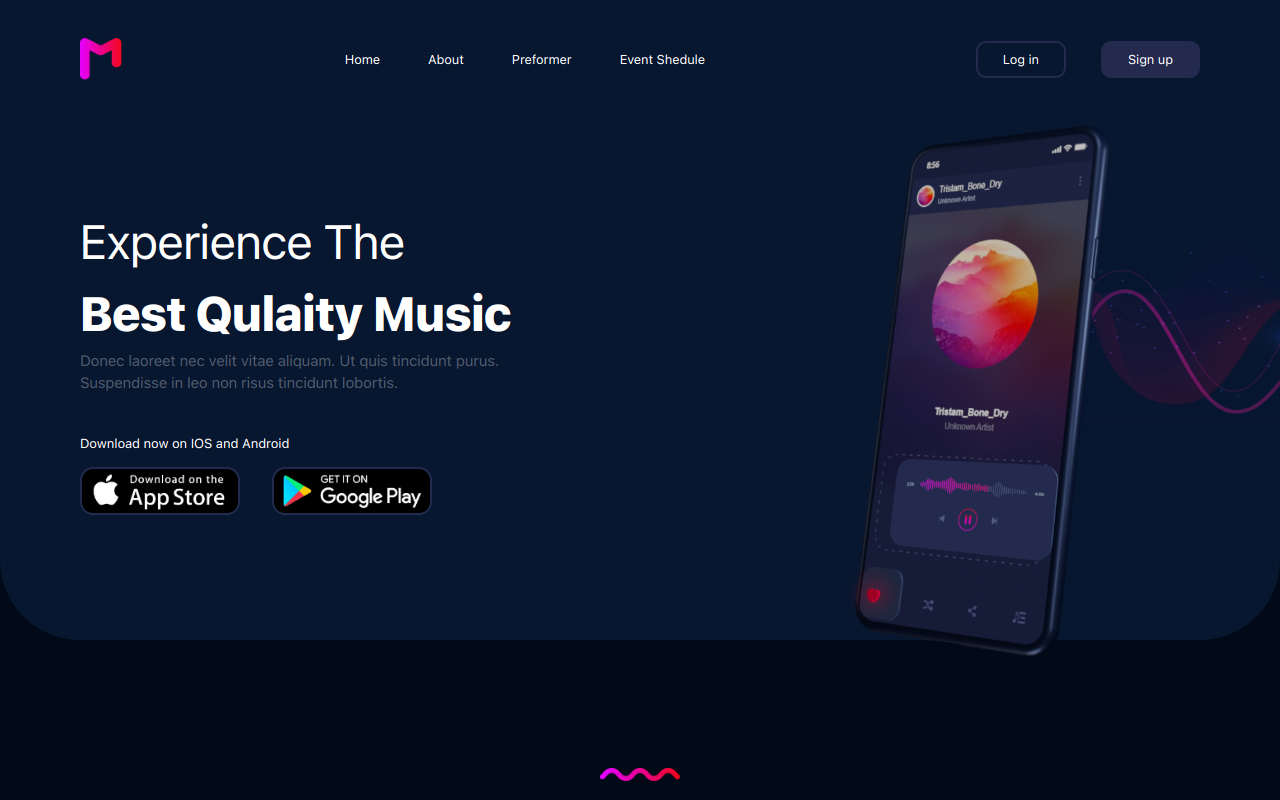 Home About Preformer Event Shedule Log in Sign up
8:56
Tristam_Bone_Dry
Unknown Artist
Experience The
Best Qulaity Music
Donec laoreet nec velit vitae aliquam. Ut quis tincidunt purus.
Suspendisse in leo non risus tincidunt lobortis.
Tristam_Bone_Dry
Unknown Artist
Download now on IOS and Android
Download on the
App Store
GET IT ON
Google Play